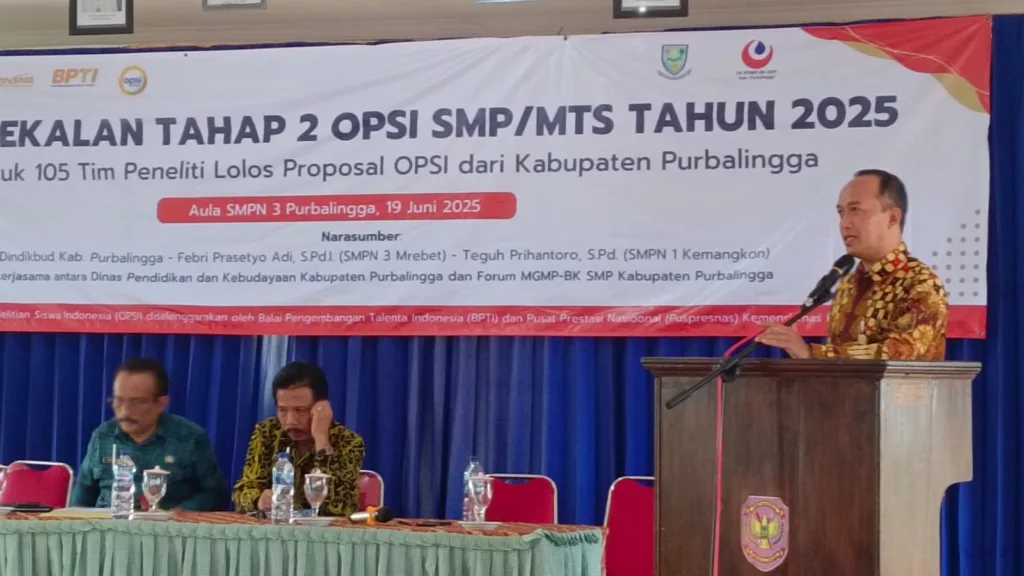 BPTI
opsi
EKALAN TAHAP 2 OPSI SMP/MTS TAHUN 2025
uk 105 Tim Peneliti Lolos Proposal OPSI dari Kabupaten Purbalingga
Aula SMPN 3 Purbalingga, 19 Juni 2025
Narasumber:
Dindikbud Kab. Purbalingga - Febri Prasetyo Adi, S.Pd.I. (SMPN 3 Mrebet) - Teguh Prihantoro, S.Pd. (SMPN 1 Kemangkon)
erjasama antara Dinas Pendidikan dan Kebudayaan Kabupaten Purbalingga dan Forum MGMP-BK SMP Kabupaten Purbalingga
elitian Siswa Indonesia (OPSI) diselenggarakan oleh Balai Pengembangan Talenta Indonesia (BPTI) dan Pusat Prestasi Nasional (Puspresnas)